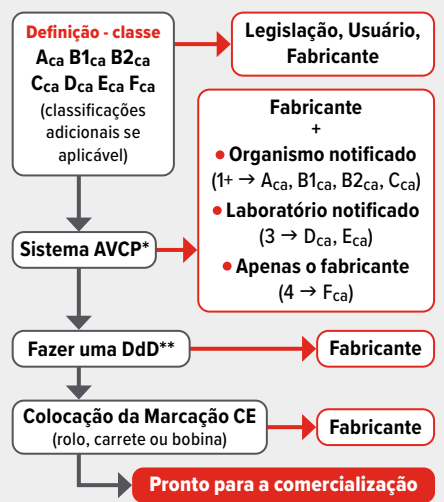 Definição - classe
Aca B1ca B2ca
Cca Dca Eca Fca
(classificações
adicionais se
aplicável)
Legislação, Usuário,
Fabricante
Sistema AVCP*
Fabricante
+
● Organismo notificado
(1+ → Aca, B1ca, B2ca, Cca)
● Laboratório notificado
(3 → Dca, Eca)
● Apenas o fabricante
(4 → Fca)
Fazer uma DdD**
Fabricante
Colocação da Marcação CE
(rolo, carrete ou bobina)
Fabricante
Pronto para a comercialização